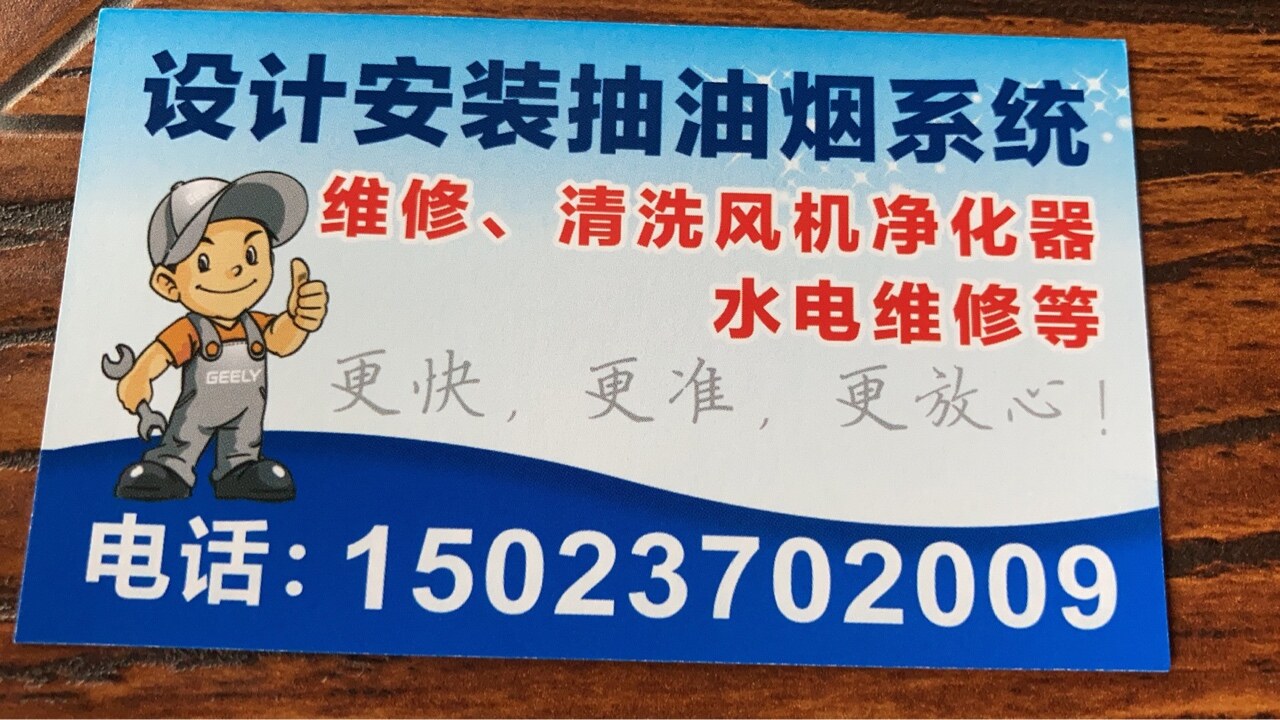 设计安装抽油烟系统
维修、清洗风机净化器
水电维修等
GEELY
更快，更准，更放心！
电话：15023702009